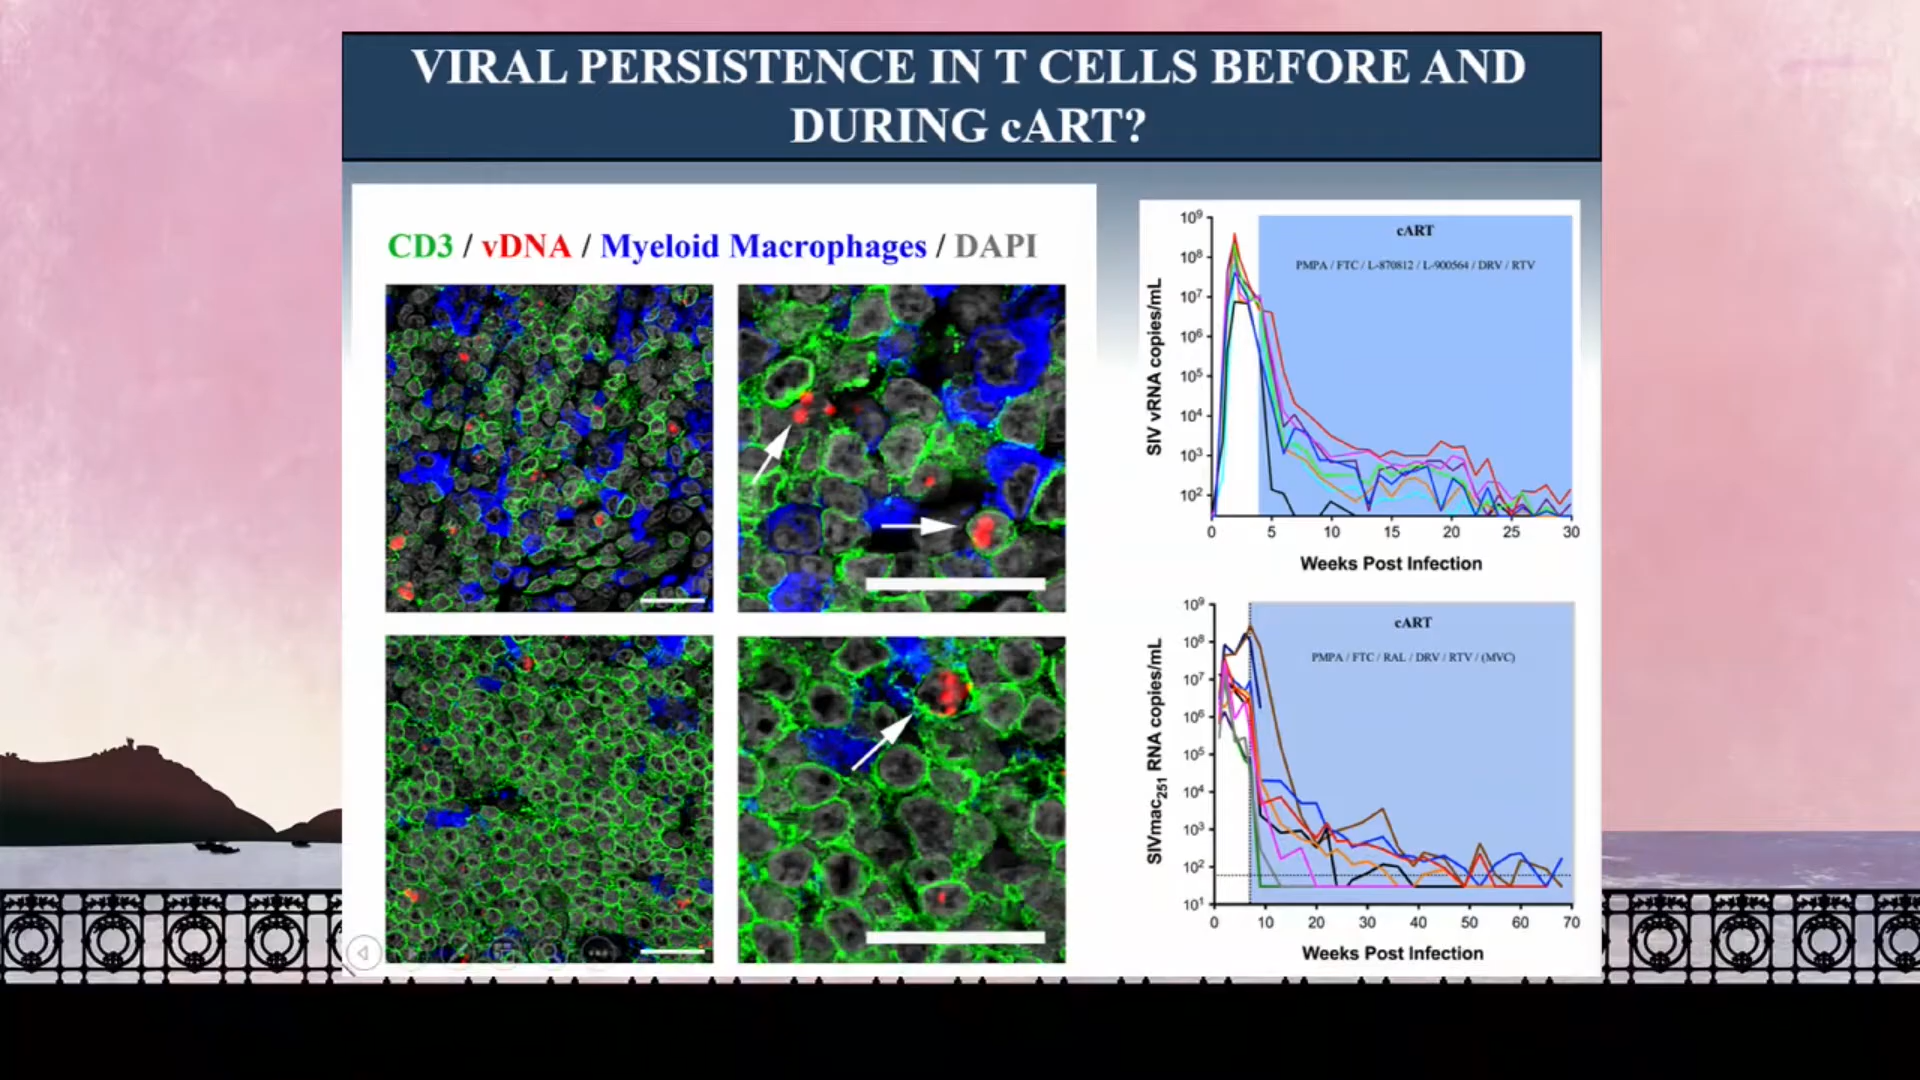 VIRAL PERSISTENCE IN T CELLS BEFORE AND
DURING cART?
CD3 / vDNA / Myeloid Macrophages / DAPI
cART
PMPA / FTC / L-870812 / L-900564 / DRV / RTV
SIV vRNA copies/mL
10⁹
10⁸
10⁷
10⁶
10⁵
10⁴
10³
10²
0 5 10 15 20 25 30
Weeks Post Infection
cART
PMPA / FTC / RAL / DRV / RTV / (MVC)
SIVmac₂₅₁ RNA copies/mL
10⁹
10⁸
10⁷
10⁶
10⁵
10⁴
10³
10²
10¹
0 10 20 30 40 50 60 70
Weeks Post Infection